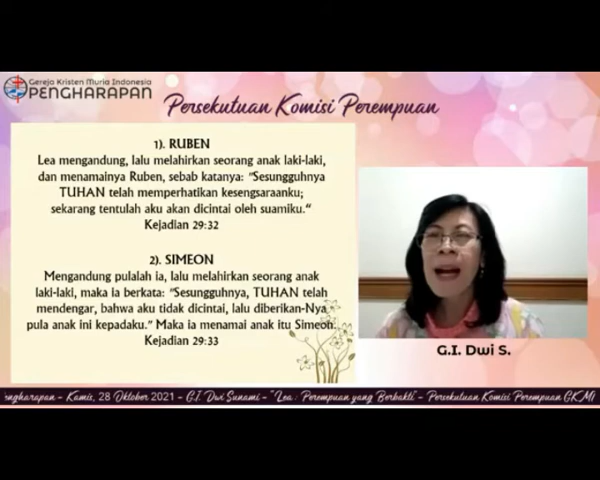 Gereja Kristen Muria Indonesia
PENGHARAPAN
Persekutuan Komisi Perempuan
1). RUBEN
Lea mengandung, lalu melahirkan seorang anak laki-laki,
dan menamainya Ruben, sebab katanya: "Sesungguhnya
TUHAN telah memperhatikan kesengsaraanku;
sekarang tentulah aku akan dicintai oleh suamiku."
Kejadian 29:32
2). SIMEON
Mengandung pulalah ia, lalu melahirkan seorang anak
laki-laki, maka ia berkata: "Sesungguhnya, TUHAN telah
mendengar, bahwa aku tidak dicintai, lalu diberikan-Nya
pula anak ini kepadaku." Maka ia menamai anak itu Simeon.
Kejadian 29:33
G.I. Dwi S.
engharapan - Kamis, 28 Oktober 2021 - G.I. Dwi Sunami - "Lea : Perempuan yang Berbakti" - Persekutuan Komisi Perempuan GKMI